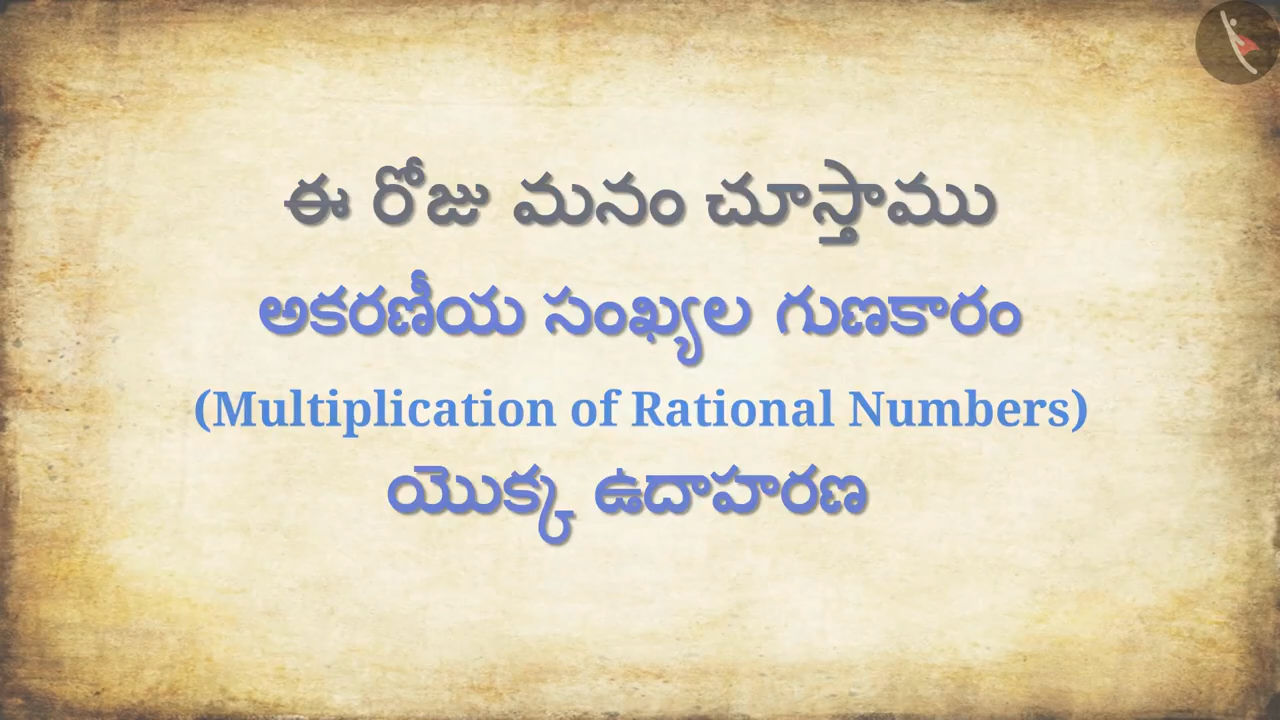 ఈ రోజు మనం చూస్తాము
అకరణీయ సంఖ్యల గుణకారం
(Multiplication of Rational Numbers)
యొక్క ఉదాహరణ